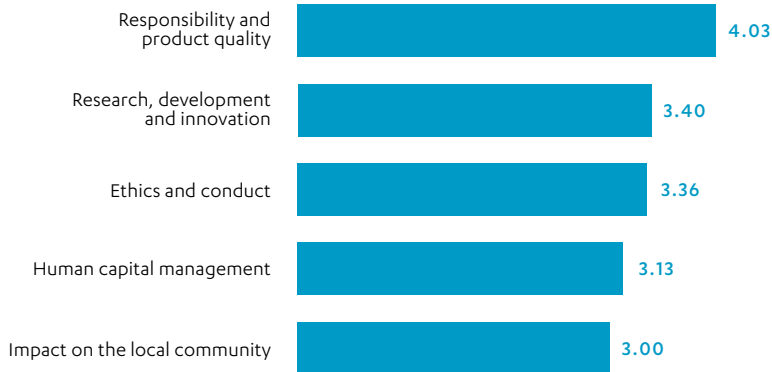 Responsibility and
product quality
4.03
Research, development
and innovation
3.40
Ethics and conduct
3.36
Human capital management
3.13
Impact on the local community
3.00